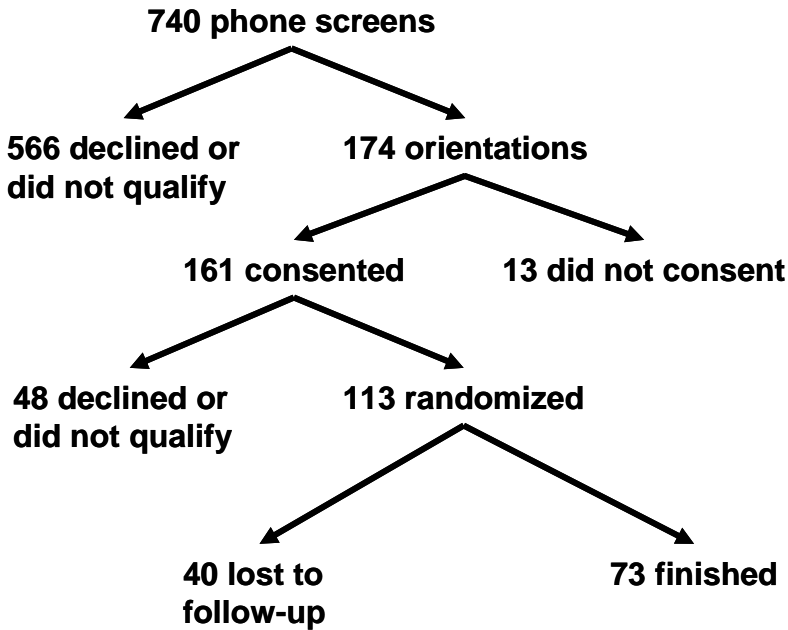 740 phone screens
566 declined or
did not qualify
174 orientations
161 consented
13 did not consent
48 declined or
did not qualify
113 randomized
40 lost to
follow-up
73 finished